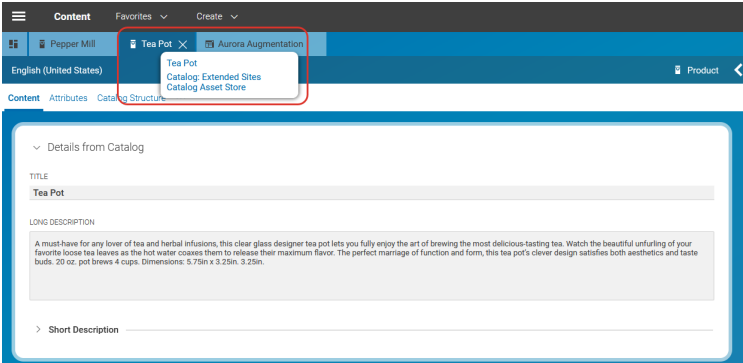 Content Favorites Create
Pepper Mill Tea Pot Aurora Augmentation
Tea Pot
Catalog: Extended Sites
Catalog Asset Store
English (United States) Product
Content Attributes Catalog Structure
Details from Catalog
TITLE
Tea Pot
LONG DESCRIPTION
A must-have for any lover of tea and herbal infusions, this clear glass designer tea pot lets you fully enjoy the art of brewing the most delicious-tasting tea. Watch the beautiful unfurling of your
favorite loose tea leaves as the hot water coaxes them to release their maximum flavor. The perfect marriage of function and form, this tea pot's clever design satisfies both aesthetics and taste
buds. 20 oz. pot brews 4 cups. Dimensions: 5.75in x 3.25in. 3.25in.
Short Description